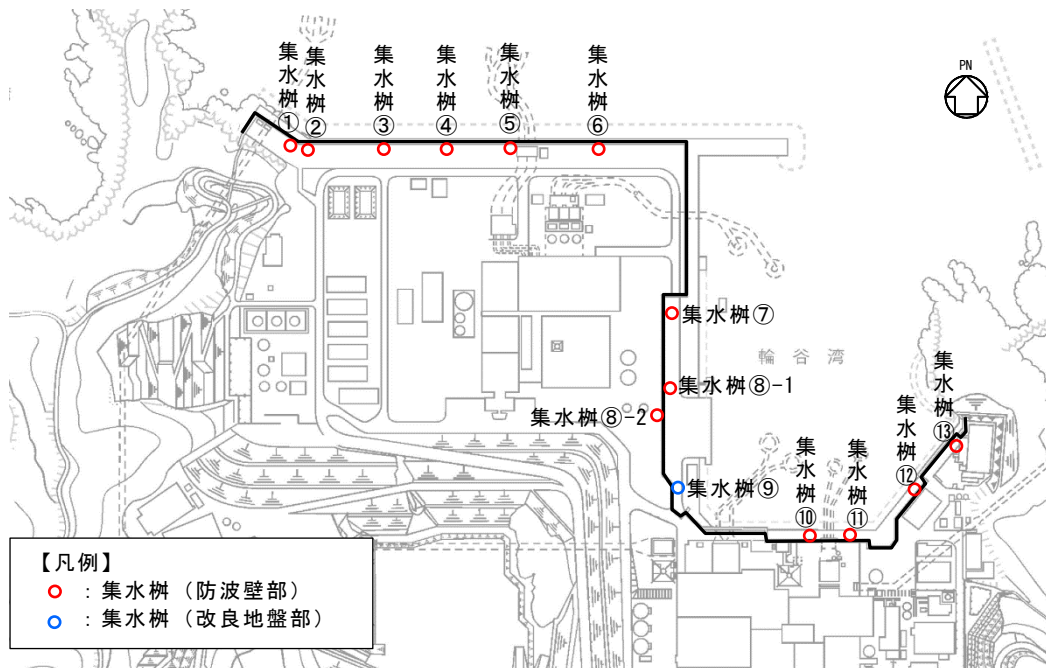 集水桝①
集水桝②
集水桝③
集水桝④
集水桝⑤
集水桝⑥
PN
集水桝⑦
輪谷湾
集水桝⑧-1
集水桝⑧-2
集水桝⑨
集水桝⑩
集水桝⑪
集水桝⑫
集水桝⑬
【凡例】
：集水桝（防波壁部）
：集水桝（改良地盤部）